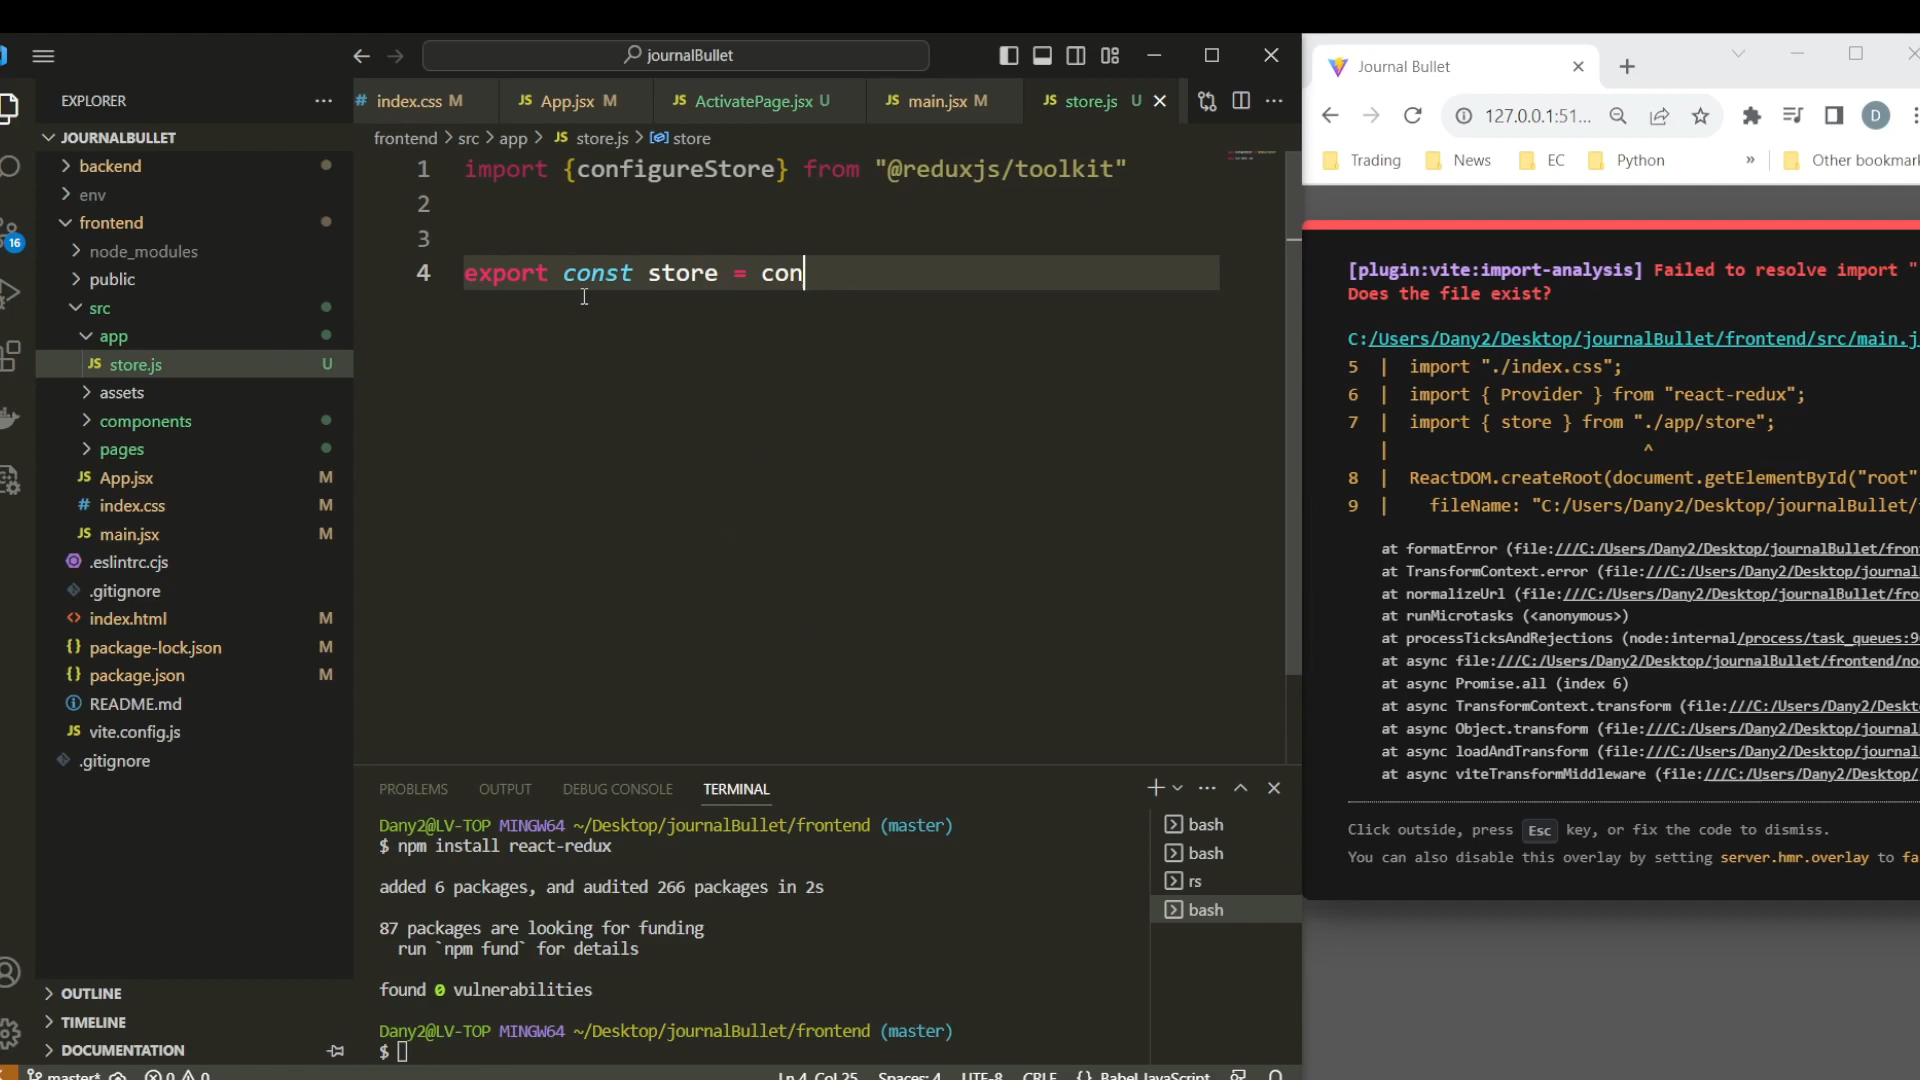 journalBullet
EXPLORER
JOURNALBULLET
backend
env
frontend
node_modules
public
src
app
JS store.js U
assets
components
pages
JS App.jsx M
# index.css M
JS main.jsx M
.eslintrc.cjs
.gitignore
<> index.html M
{} package-lock.json M
{} package.json M
README.md
JS vite.config.js
.gitignore
OUTLINE
TIMELINE
DOCUMENTATION
16
# index.css M
JS App.jsx M
JS ActivatePage.jsx U
JS main.jsx M
JS store.js U
frontend > src > app > JS store.js > store
1 import {configureStore} from "@reduxjs/toolkit"
2
3
4 export const store = con
PROBLEMS OUTPUT DEBUG CONSOLE TERMINAL
Dany2@LV-TOP MINGW64 ~/Desktop/journalBullet/frontend (master)
$ npm install react-redux
added 6 packages, and audited 266 packages in 2s
87 packages are looking for funding
run `npm fund` for details
found 0 vulnerabilities
Dany2@LV-TOP MINGW64 ~/Desktop/journalBullet/frontend (master)
$
bash
bash
rs
bash
master* 0 0
Ln 4, Col 25 Spaces: 4 UTF-8 CRLF {} Babel JavaScript
Journal Bullet
127.0.0.1:51...
D
Trading News EC Python » Other bookmar
[plugin:vite:import-analysis] Failed to resolve import "
Does the file exist?
C:/Users/Dany2/Desktop/journalBullet/frontend/src/main.j
5 | import "./index.css";
6 | import { Provider } from "react-redux";
7 | import { store } from "./app/store";
| ^
8 | ReactDOM.createRoot(document.getElementById("root"
9 | fileName: "C:/Users/Dany2/Desktop/journalBullet/
at formatError (file:///C:/Users/Dany2/Desktop/journalBullet/fron
at TransformContext.error (file:///C:/Users/Dany2/Desktop/journal
at normalizeUrl (file:///C:/Users/Dany2/Desktop/journalBullet/fro
at runMicrotasks (<anonymous>)
at processTicksAndRejections (node:internal/process/task_queues:9
at async file:///C:/Users/Dany2/Desktop/journalBullet/frontend/no
at async Promise.all (index 6)
at async TransformContext.transform (file:///C:/Users/Dany2/Deskt
at async Object.transform (file:///C:/Users/Dany2/Desktop/journal
at async loadAndTransform (file:///C:/Users/Dany2/Desktop/journal
at async viteTransformMiddleware (file:///C:/Users/Dany2/Desktop/
Click outside, press Esc key, or fix the code to dismiss.
You can also disable this overlay by setting server.hmr.overlay to fa